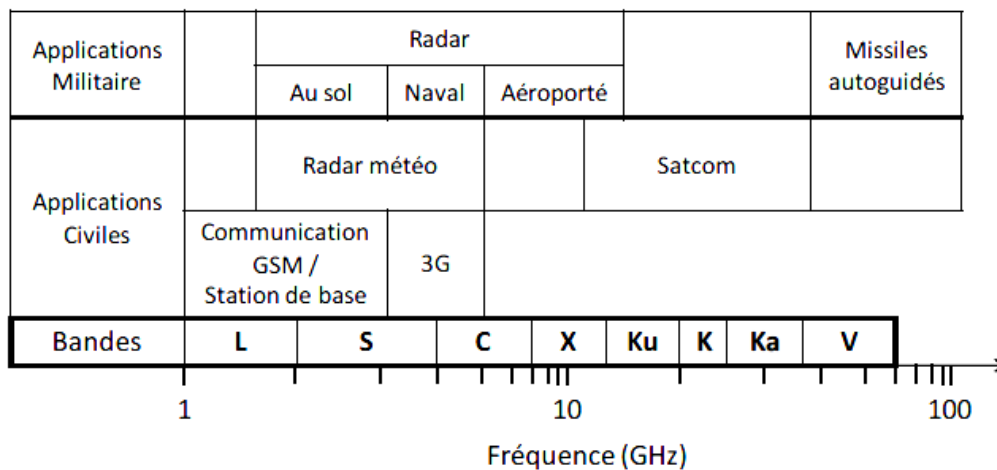 Applications
Militaire
Radar
Au sol
Naval
Aéroporté
Missiles
autoguidés
Applications
Civiles
Radar météo
Satcom
Communication
GSM /
Station de base
3G
Bandes
L
S
C
X
Ku
K
Ka
V
1
10
100
Fréquence (GHz)